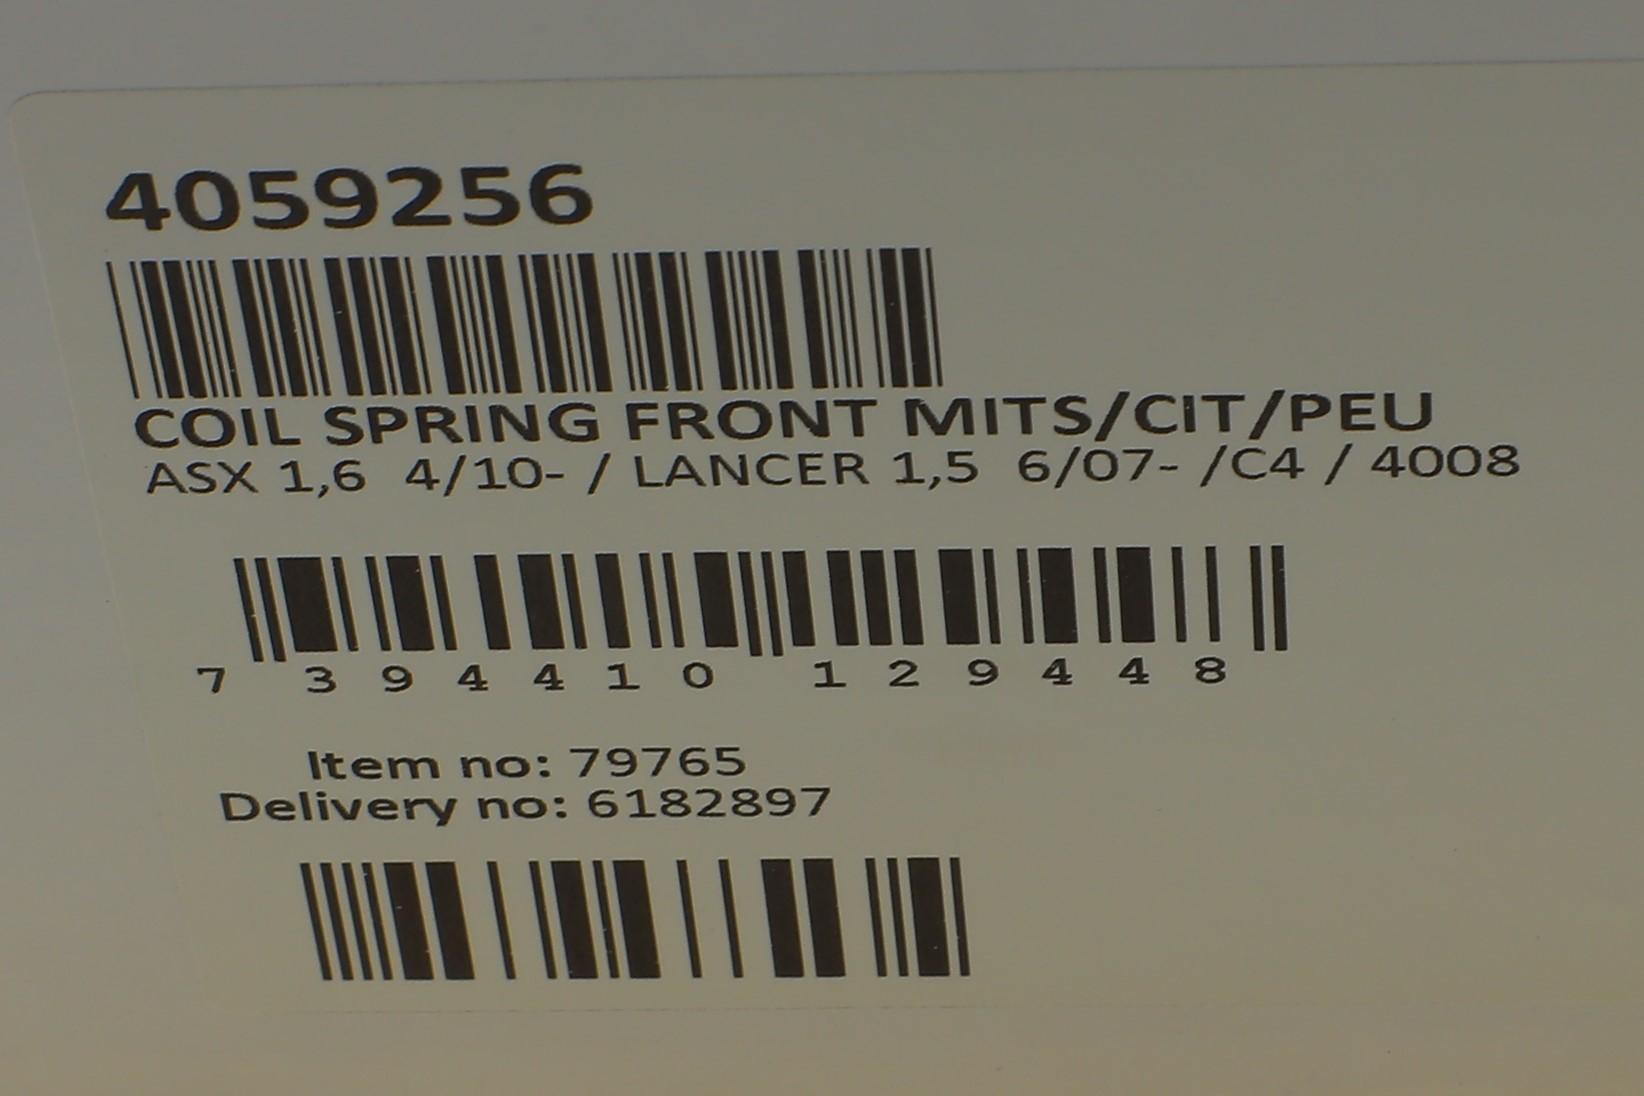 4059256
COIL SPRING FRONT MITS/CIT/PEU
ASX 1,6 4/10- / LANCER 1,5 6/07- /C4 / 4008
7 394410 129448
Item no: 79765
Delivery no: 6182897